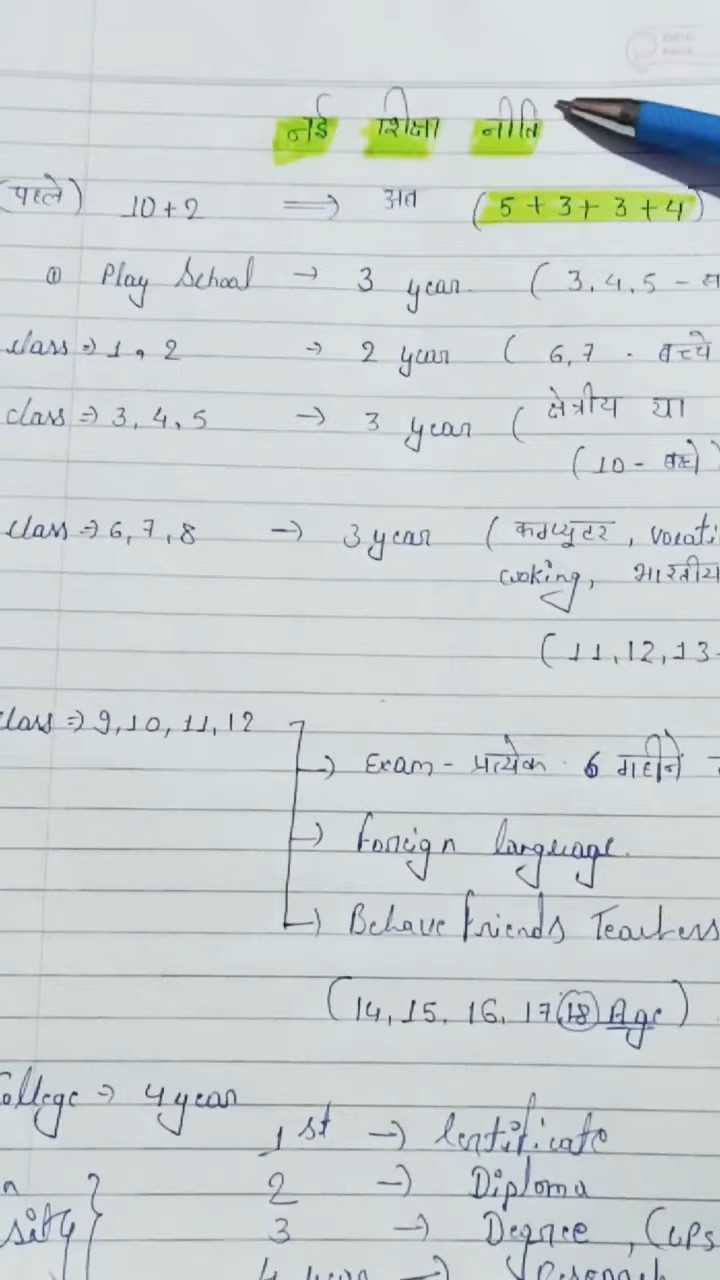 नई शिक्षा नीति
(पहले) 10+2 ⟹ अब (5+3+3+4)
① Play School → 3 year. (3,4,5 -
class ⇒ 1, 2 → 2 year (6,7 . बच्चे
class ⇒ 3,4,5 → 3 year (क्षेत्रीय या
(10 - बच्चे)
class ⇒ 6,7,8 → 3 year (कम्प्यूटर, vocati
cooking, भारतीय
(11,12,13
class ⇒ 9,10,11,12
→ Exam - प्रत्येक 6 महीने
→ Foreign language.
→ Behave Friends Teachers
(14, 15, 16, 17 18 Age)
College ⇒ 4 year
1st → Certificate
2 → Diploma
sity } 3 → Degree, (UPS
4 year →